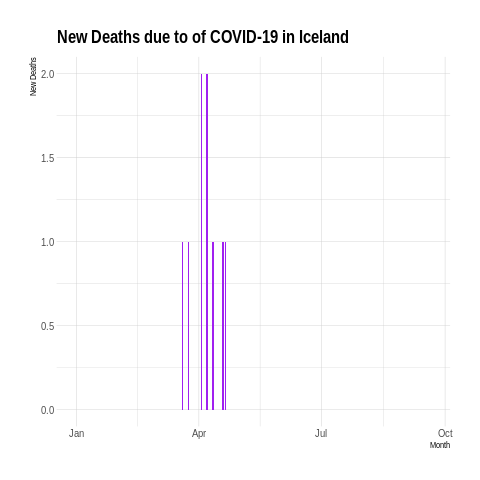 New Deaths due to of COVID-19 in Iceland
New Deaths
2.0
1.5
1.0
0.5
0.0
Jan Apr Jul Oct
Month